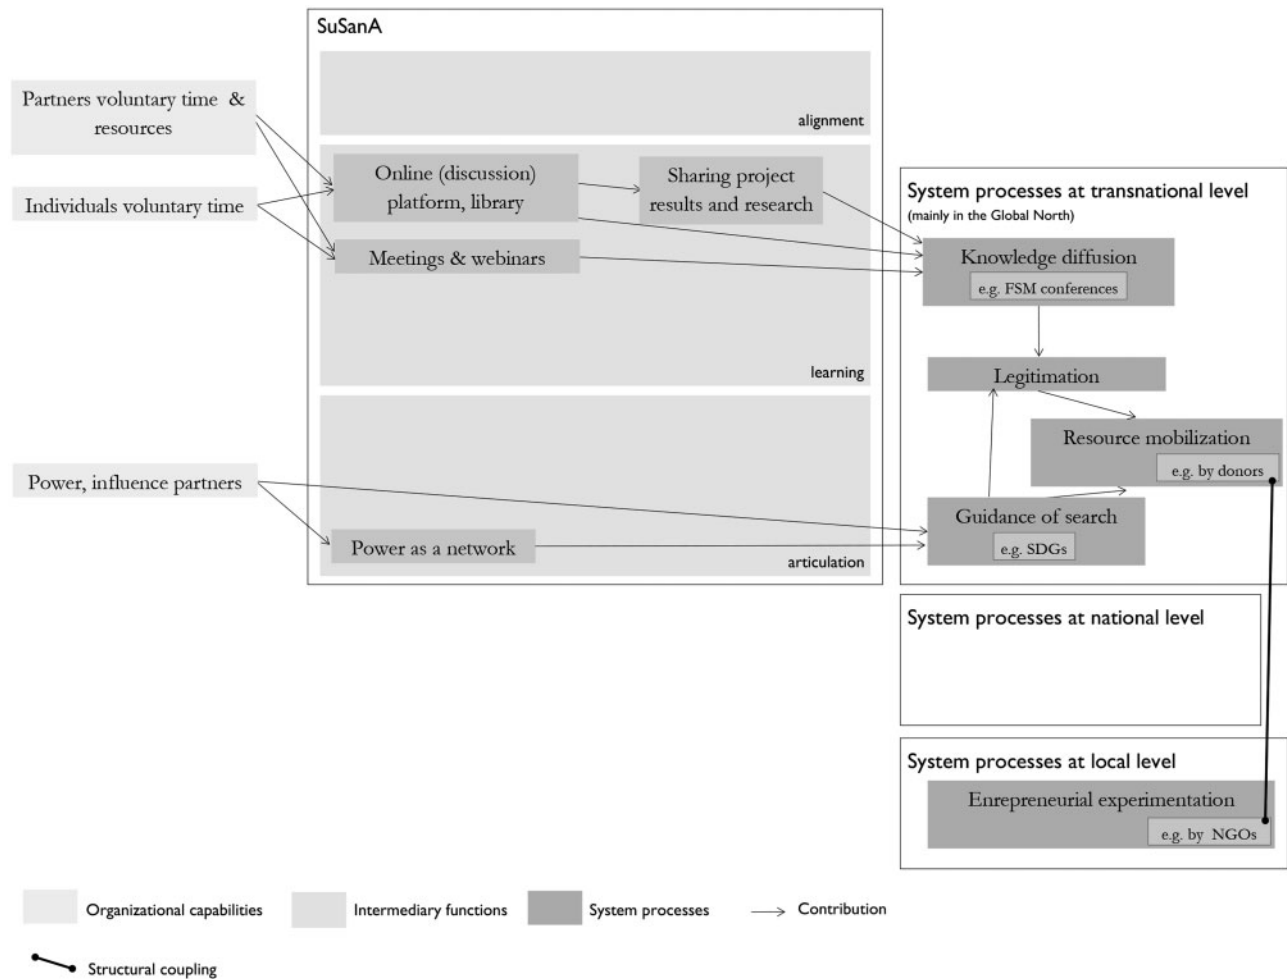 SuSanA
Partners voluntary time & 
resources
Individuals voluntary time
Power, influence partners
alignment
Online (discussion)
platform, library
Sharing project
results and research
Meetings & webinars
learning
Power as a network
articulation
System processes at transnational level
(mainly in the Global North)
Knowledge diffusion
e.g. FSM conferences
Legitimation
Resource mobilization
e.g. by donors
Guidance of search
e.g. SDGs
System processes at national level
System processes at local level
Enrepreneurial experimentation
e.g. by NGOs
Organizational capabilities
Intermediary functions
System processes
Contribution
Structural coupling